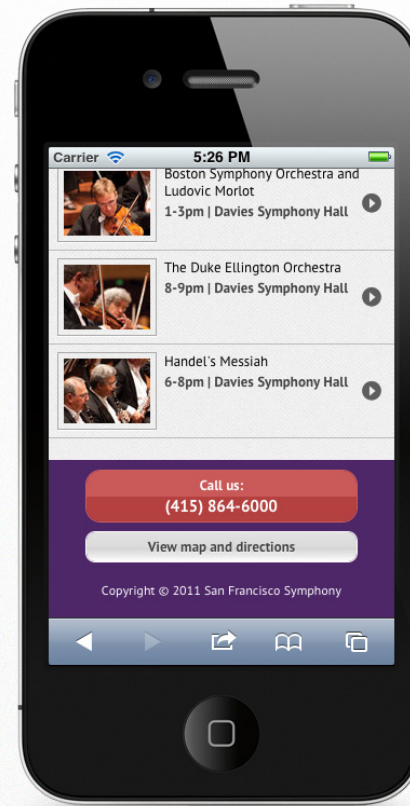 Carrier 5:26 PM
Boston Symphony Orchestra and
Ludovic Morlot
1-3pm | Davies Symphony Hall
The Duke Ellington Orchestra
8-9pm | Davies Symphony Hall
Handel's Messiah
6-8pm | Davies Symphony Hall
Call us:
(415) 864-6000
View map and directions
Copyright © 2011 San Francisco Symphony